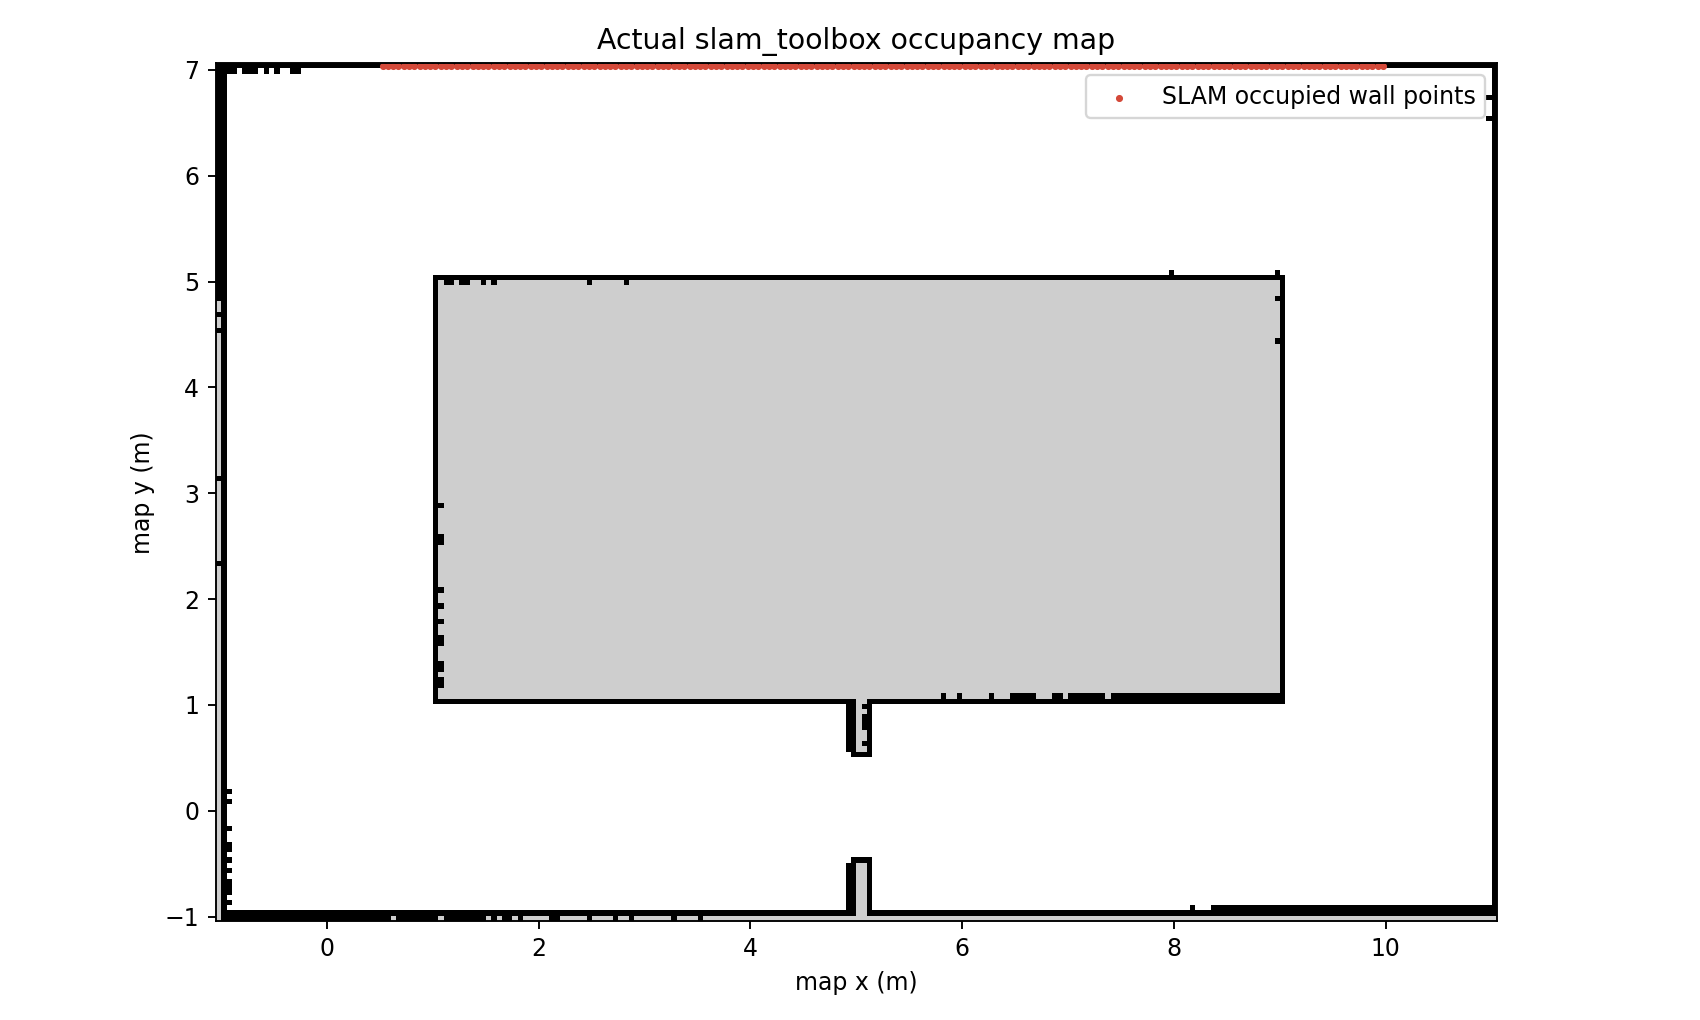 Actual slam_toolbox occupancy map
SLAM occupied wall points
7
6
5
4
3
2
1
0
−1
map y (m)
0 2 4 6 8 10
map x (m)